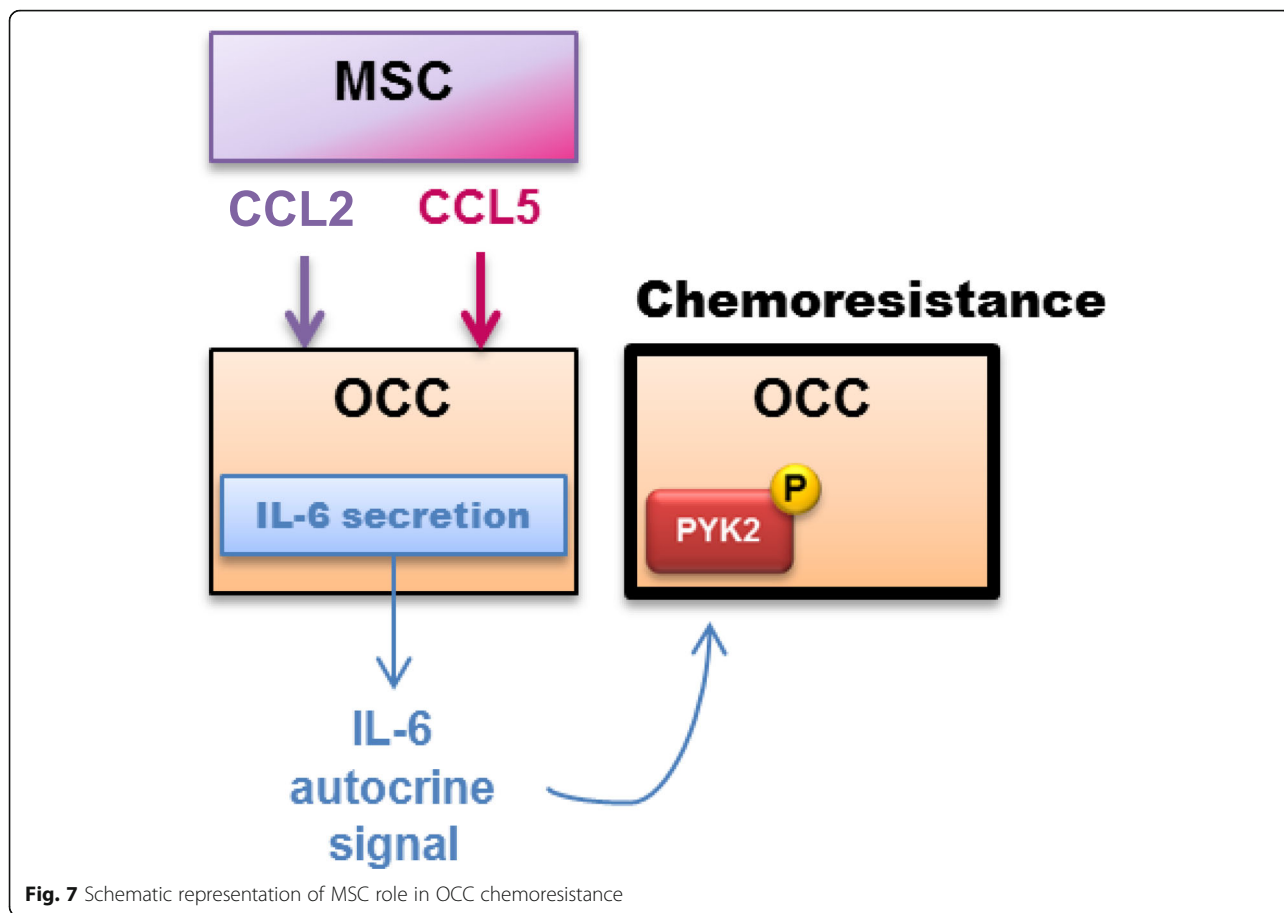 MSC
CCL2 CCL5
Chemoresistance
OCC
OCC
IL-6 secretion
P
PYK2
IL-6
autocrine
signal
Fig. 7 Schematic representation of MSC role in OCC chemoresistance